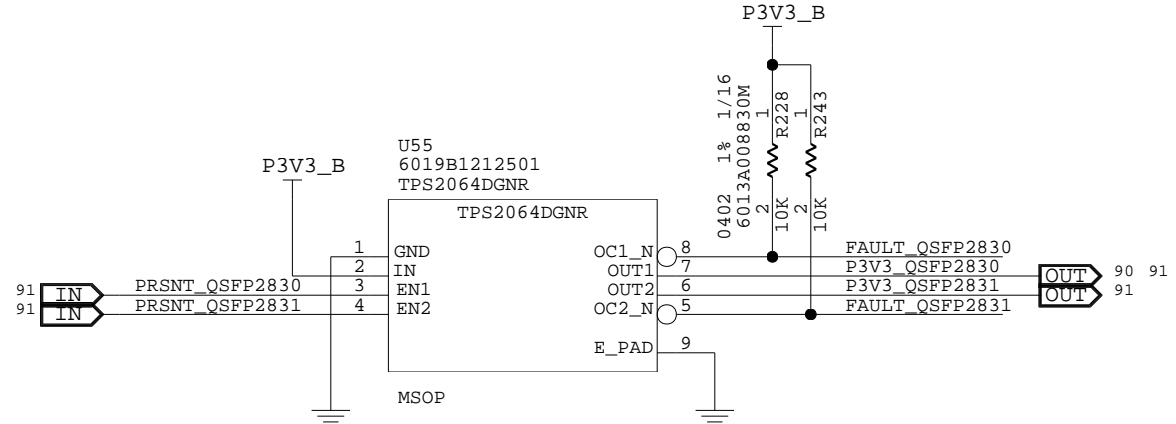 P3V3_B
0402 1% 1/16
6013A008830M
1 R228
2 10K
1 R243
2 10K
U55
6019B1212501
TPS2064DGNR
P3V3_B
TPS2064DGNR
1 GND OC1_N 8 FAULT_QSFP2830
2 IN OUT1 7 P3V3_QSFP2830 OUT 90 91
91 IN PRSNT_QSFP2830 3 EN1 OUT2 6 P3V3_QSFP2831 OUT 91
91 IN PRSNT_QSFP2831 4 EN2 OC2_N 5 FAULT_QSFP2831
E_PAD 9
MSOP